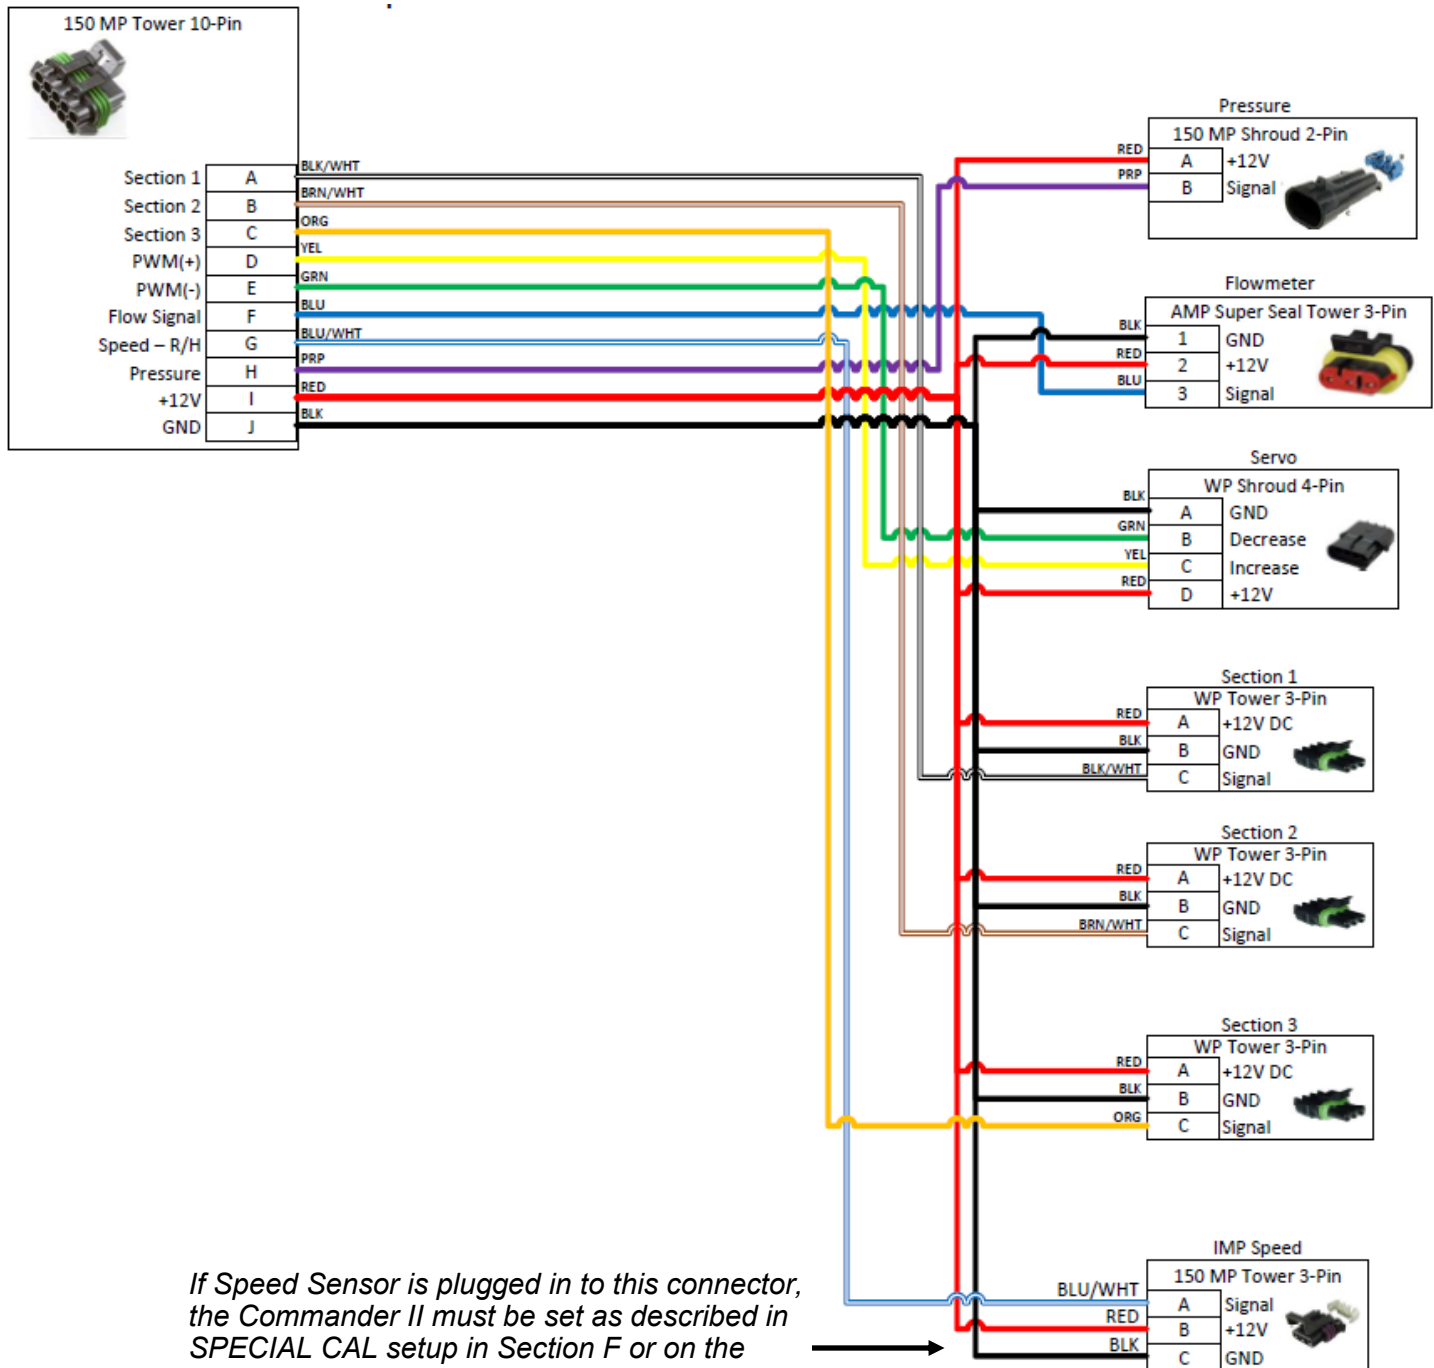 150 MP Tower 10-Pin
Section 1 A BLK/WHT
Section 2 B BRN/WHT
Section 3 C ORG
PWM(+) D YEL
PWM(-) E GRN
Flow Signal F BLU
Speed – R/H G BLU/WHT
Pressure H PRP
+12V I RED
GND J BLK
Pressure
150 MP Shroud 2-Pin
RED A +12V
PRP B Signal
Flowmeter
AMP Super Seal Tower 3-Pin
BLK 1 GND
RED 2 +12V
BLU 3 Signal
Servo
WP Shroud 4-Pin
BLK A GND
GRN B Decrease
YEL C Increase
RED D +12V
Section 1
WP Tower 3-Pin
RED A +12V DC
BLK B GND
BLK/WHT C Signal
Section 2
WP Tower 3-Pin
RED A +12V DC
BLK B GND
BRN/WHT C Signal
Section 3
WP Tower 3-Pin
RED A +12V DC
BLK B GND
ORG C Signal
IMP Speed
150 MP Tower 3-Pin
BLU/WHT A Signal
RED B +12V
BLK C GND
If Speed Sensor is plugged in to this connector,
the Commander II must be set as described in
SPECIAL CAL setup in Section F or on the